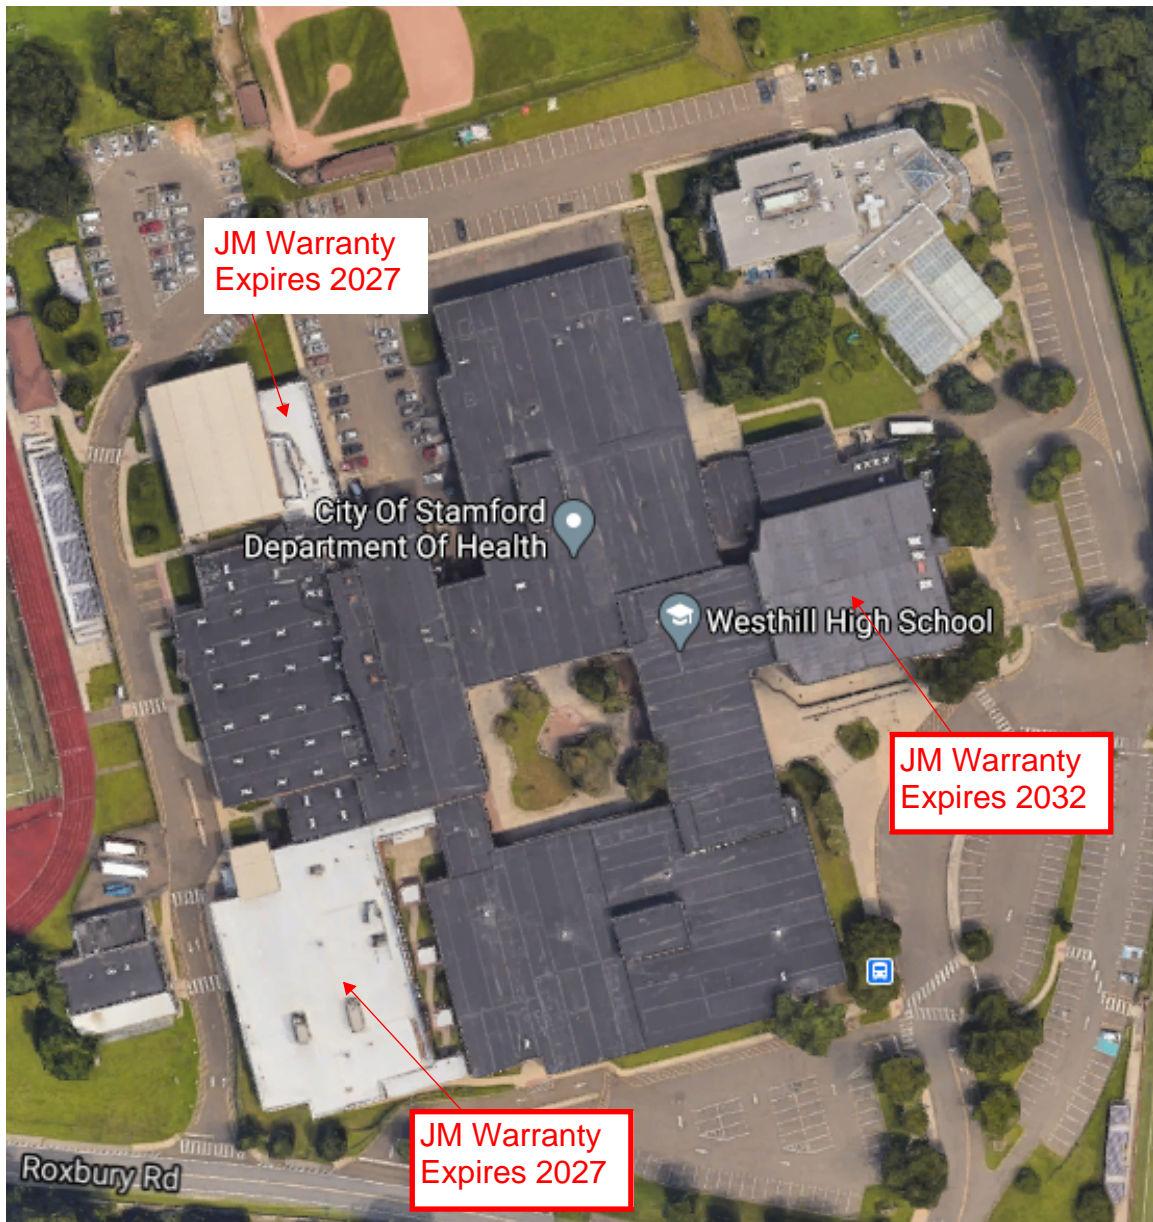 JM Warranty
Expires 2027
City Of Stamford
Department Of Health
Westhill High School
JM Warranty
Expires 2032
JM Warranty
Expires 2027
Roxbury Rd